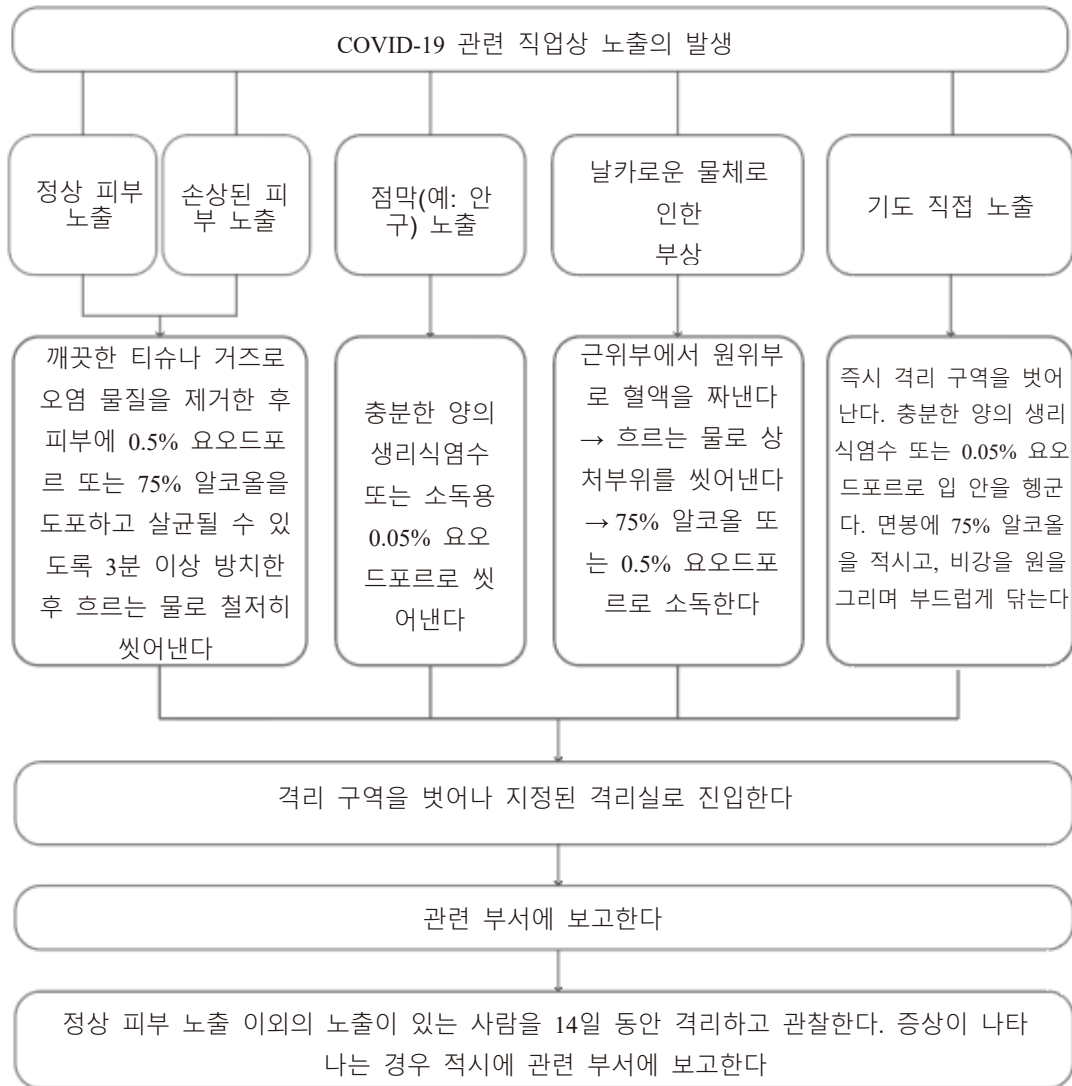 COVID-19 관련 직업상 노출의 발생
정상 피부
노출
손상된 피
부 노출
점막(예: 안
구) 노출
날카로운 물체로
인한
부상
기도 직접 노출
깨끗한 티슈나 거즈로
오염 물질을 제거한 후
피부에 0.5% 요오드포
르 또는 75% 알코올을
도포하고 살균될 수 있
도록 3분 이상 방치한
후 흐르는 물로 철저히
씻어낸다
충분한 양의
생리식염수
또는 소독용
0.05% 요오
드포르로 씻
어낸다
근위부에서 원위부
로 혈액을 짜낸다
→ 흐르는 물로 상
처부위를 씻어낸다
→ 75% 알코올 또
는 0.5% 요오드포
르로 소독한다
즉시 격리 구역을 벗어
난다. 충분한 양의 생리
식염수 또는 0.05% 요오
드포르로 입 안을 헹군
다. 면봉에 75% 알코올
을 적시고, 비강을 원을
그리며 부드럽게 닦는다
격리 구역을 벗어나 지정된 격리실로 진입한다
관련 부서에 보고한다
정상 피부 노출 이외의 노출이 있는 사람을 14일 동안 격리하고 관찰한다. 증상이 나타
나는 경우 적시에 관련 부서에 보고한다